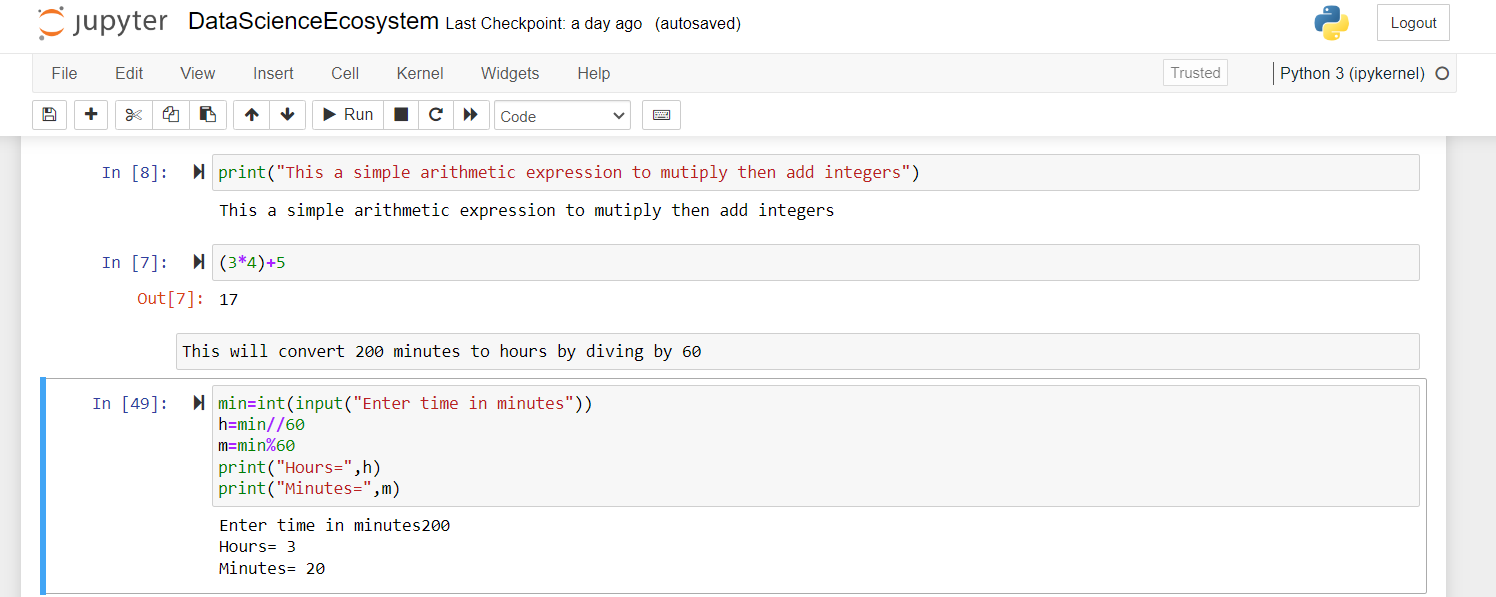 jupyter DataScienceEcosystem Last Checkpoint: a day ago (autosaved) Logout
File Edit View Insert Cell Kernel Widgets Help Trusted Python 3 (ipykernel)
Run Code
In [8]: print("This a simple arithmetic expression to mutiply then add integers")
This a simple arithmetic expression to mutiply then add integers
In [7]: (3*4)+5
Out[7]: 17
This will convert 200 minutes to hours by diving by 60
In [49]: min=int(input("Enter time in minutes"))
h=min//60
m=min%60
print("Hours=",h)
print("Minutes=",m)
Enter time in minutes200
Hours= 3
Minutes= 20